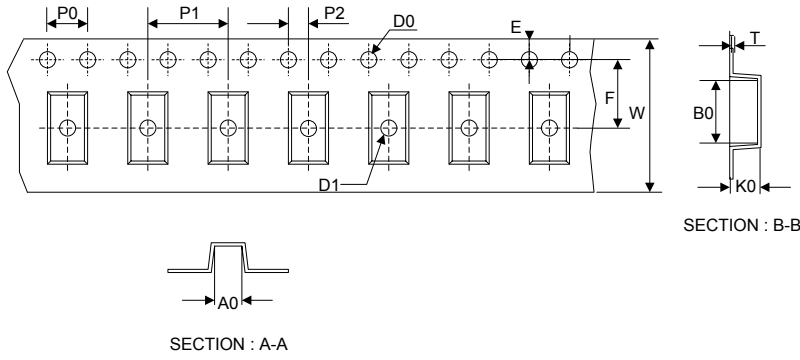 P0 P1 P2 D0 E T
F W B0
D1 K0
SECTION : B-B
A0
SECTION : A-A